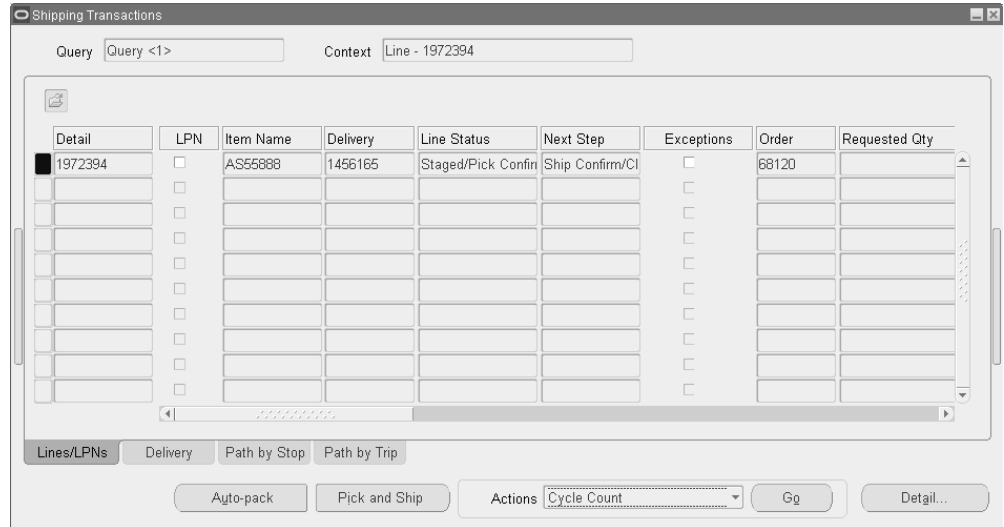 Shipping Transactions
Query Query <1> Context Line - 1972394
Detail LPN Item Name Delivery Line Status Next Step Exceptions Order Requested Qty
1972394 AS55888 1456165 Staged/Pick Confirm Ship Confirm/Cl 68120
Lines/LPNs Delivery Path by Stop Path by Trip
Auto-pack Pick and Ship Actions Cycle Count Go Detail...